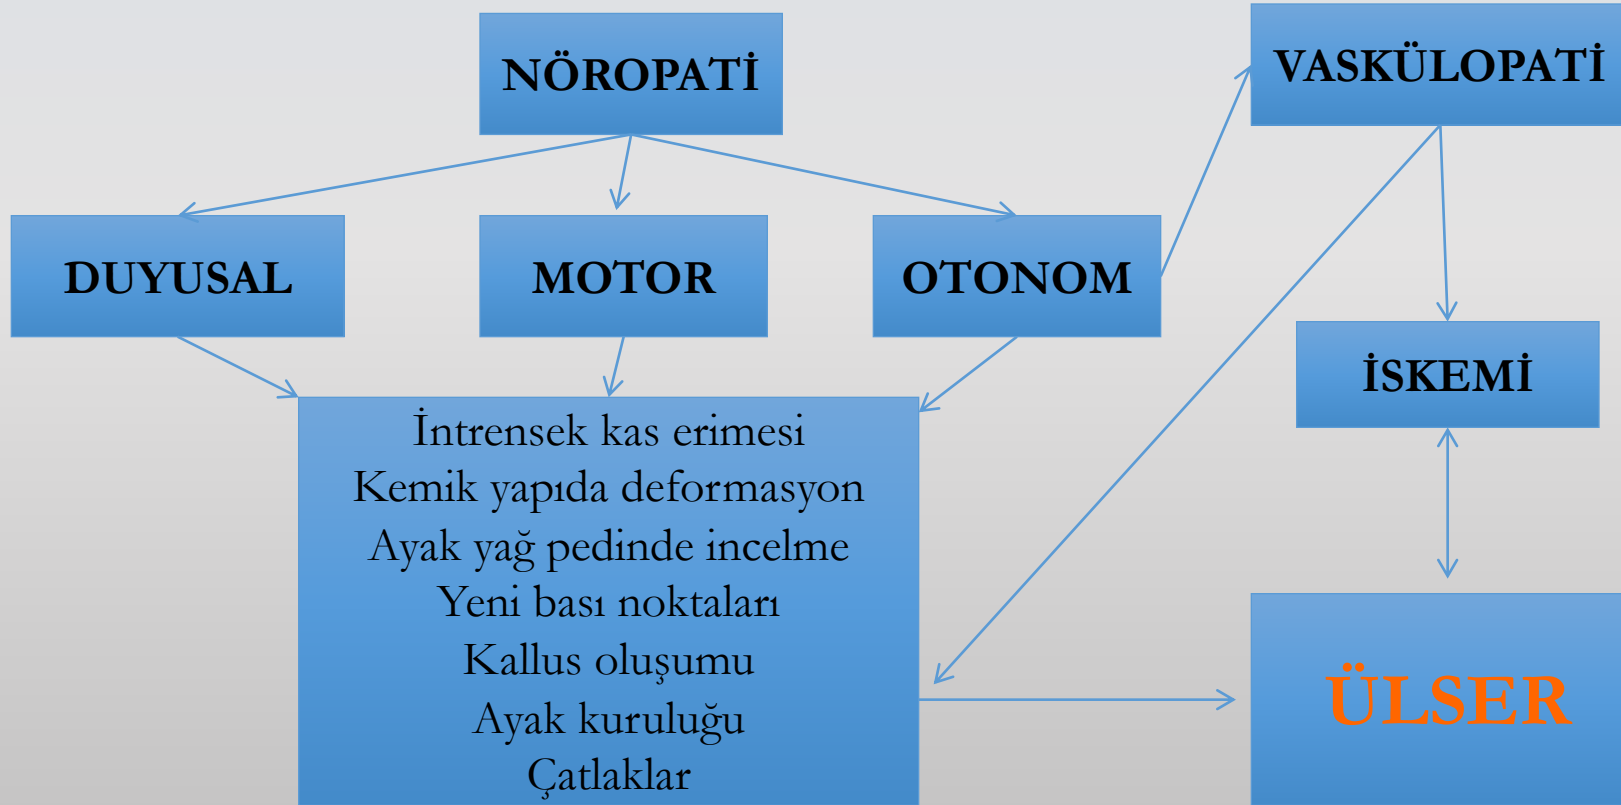 NÖROPATİ
VASKÜLOPATİ
DUYUSAL
MOTOR
OTONOM
İSKEMİ
İntrensek kas erimesi
Kemik yapıda deformasyon
Ayak yağ pedinde incelme
Yeni bası noktaları
Kallus oluşumu
Ayak kuruluğu
Çatlaklar
ÜLSER